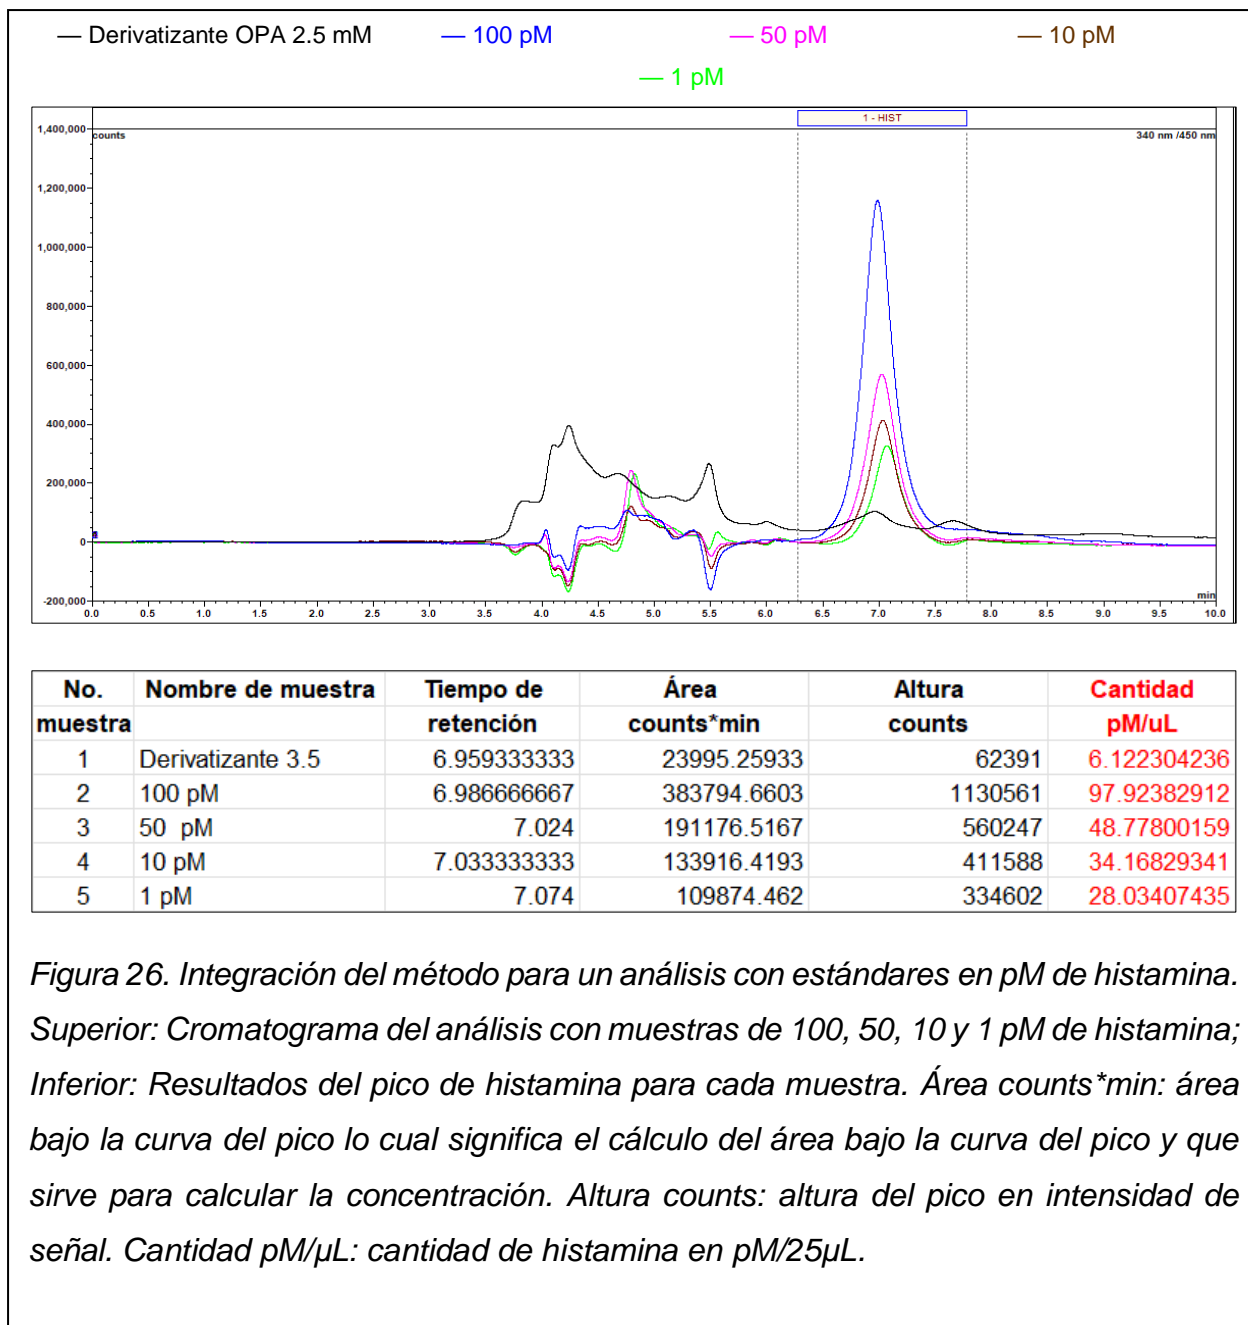 — Derivatizante OPA 2.5 mM — 100 pM — 50 pM — 10 pM
— 1 pM
1 - HIST
1,400,000
counts
340 nm /450 nm
1,200,000
1,000,000
800,000
600,000
400,000
200,000
0
-200,000
min
0.0 0.5 1.0 1.5 2.0 2.5 3.0 3.5 4.0 4.5 5.0 5.5 6.0 6.5 7.0 7.5 8.0 8.5 9.0 9.5 10.0
No. Nombre de muestra Tiempo de Área Altura Cantidad
muestra retención counts*min counts pM/uL
1 Derivatizante 3.5 6.959333333 23995.25933 62391 6.122304236
2 100 pM 6.986666667 383794.6603 1130561 97.92382912
3 50 pM 7.024 191176.5167 560247 48.77800159
4 10 pM 7.033333333 133916.4193 411588 34.16829341
5 1 pM 7.074 109874.462 334602 28.03407435
Figura 26. Integración del método para un análisis con estándares en pM de histamina.
Superior: Cromatograma del análisis con muestras de 100, 50, 10 y 1 pM de histamina;
Inferior: Resultados del pico de histamina para cada muestra. Área counts*min: área
bajo la curva del pico lo cual significa el cálculo del área bajo la curva del pico y que
sirve para calcular la concentración. Altura counts: altura del pico en intensidad de
señal. Cantidad pM/µL: cantidad de histamina en pM/25µL.